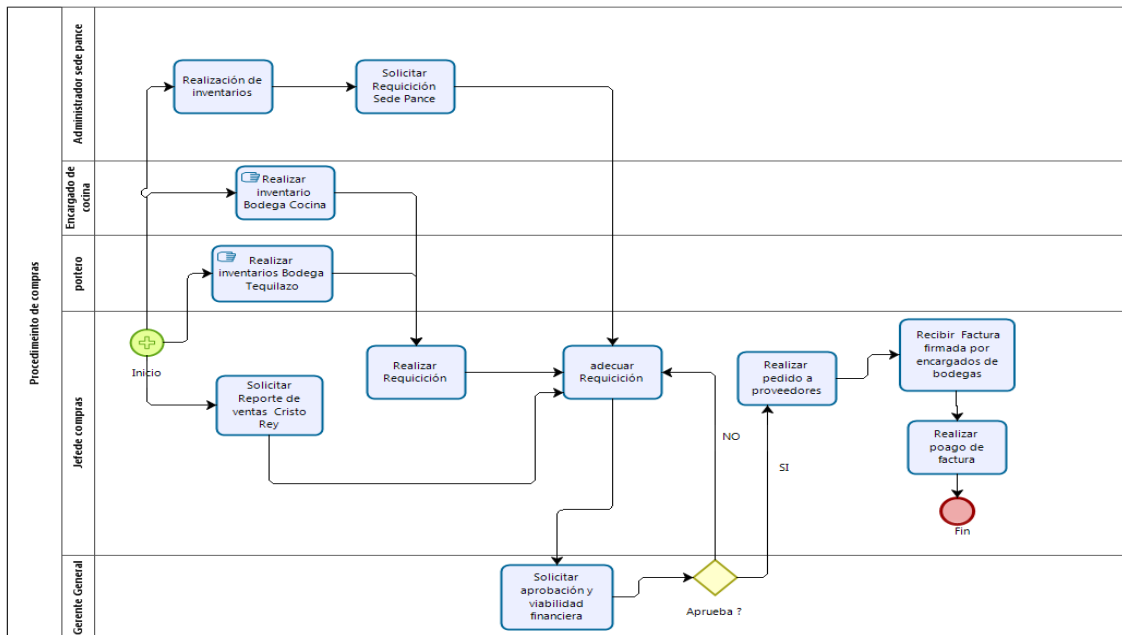 Procedimeinto de compras
Administrador sede pance
Realización de
inventarios
Solicitar
Requicición
Sede Pance
Encargado de
cocina
Realizar
inventario
Bodega Cocina
portero
Realizar
inventarios Bodega
Tequilazo
Jefede compras
Inicio
Solicitar
Reporte de
ventas Cristo
Rey
Realizar
Requicición
adecuar
Requicición
NO
SI
Realizar
pedido a
proveedores
Recibir Factura
firmada por
encargados de
bodegas
Realizar
poago de
factura
Fin
Gerente General
Solicitar
aprobación y
viabilidad
financiera
Aprueba ?